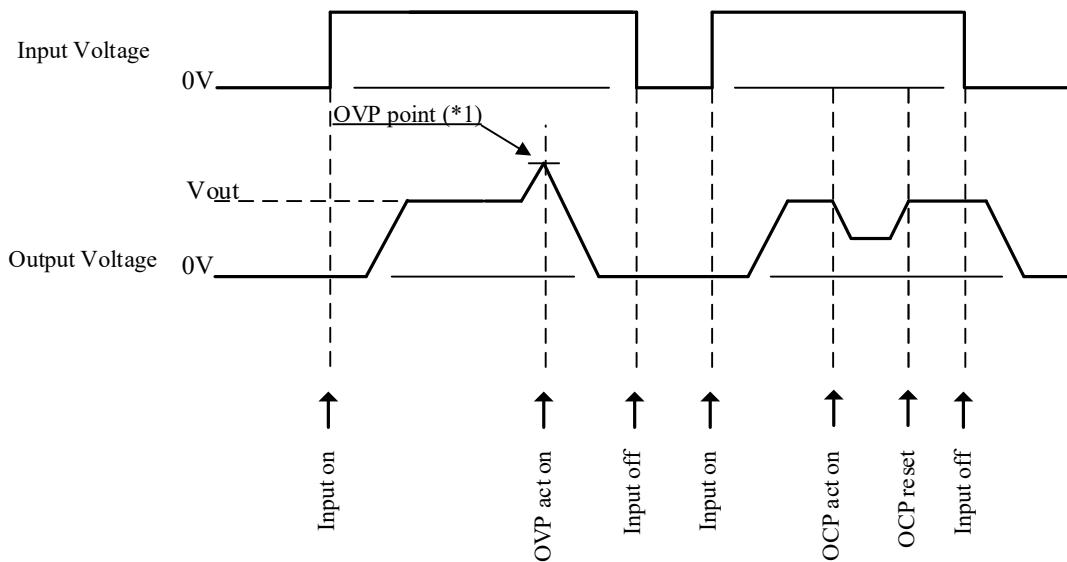 Input Voltage
0V
OVP point (*1)
Vout
Output Voltage
0V
Input on
OVP act on
Input off
Input on
OCP act on
OCP reset
Input off